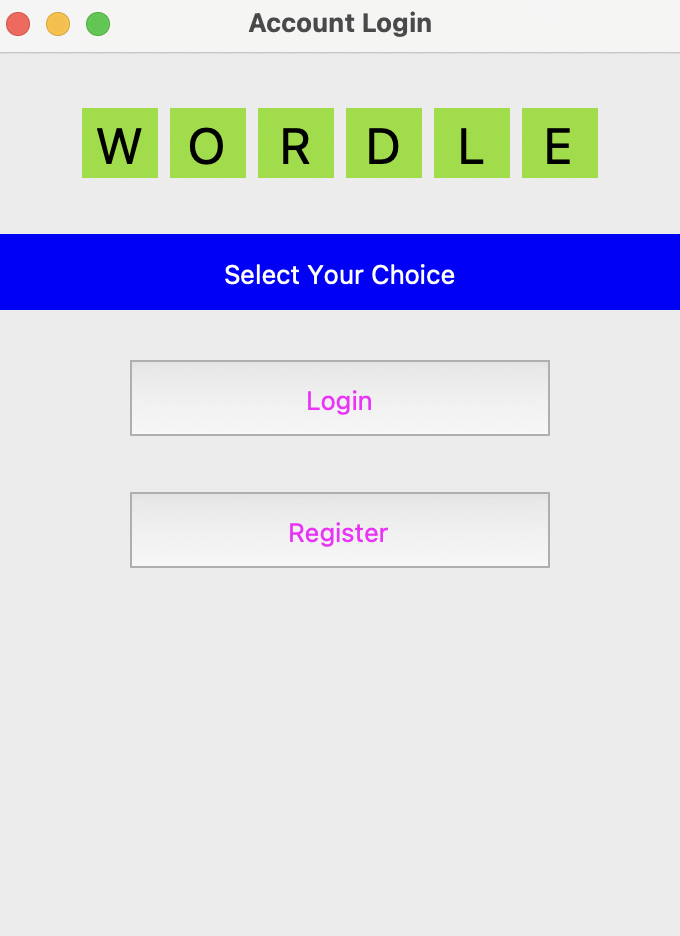 Account Login
W O R D L E
Select Your Choice
Login
Register